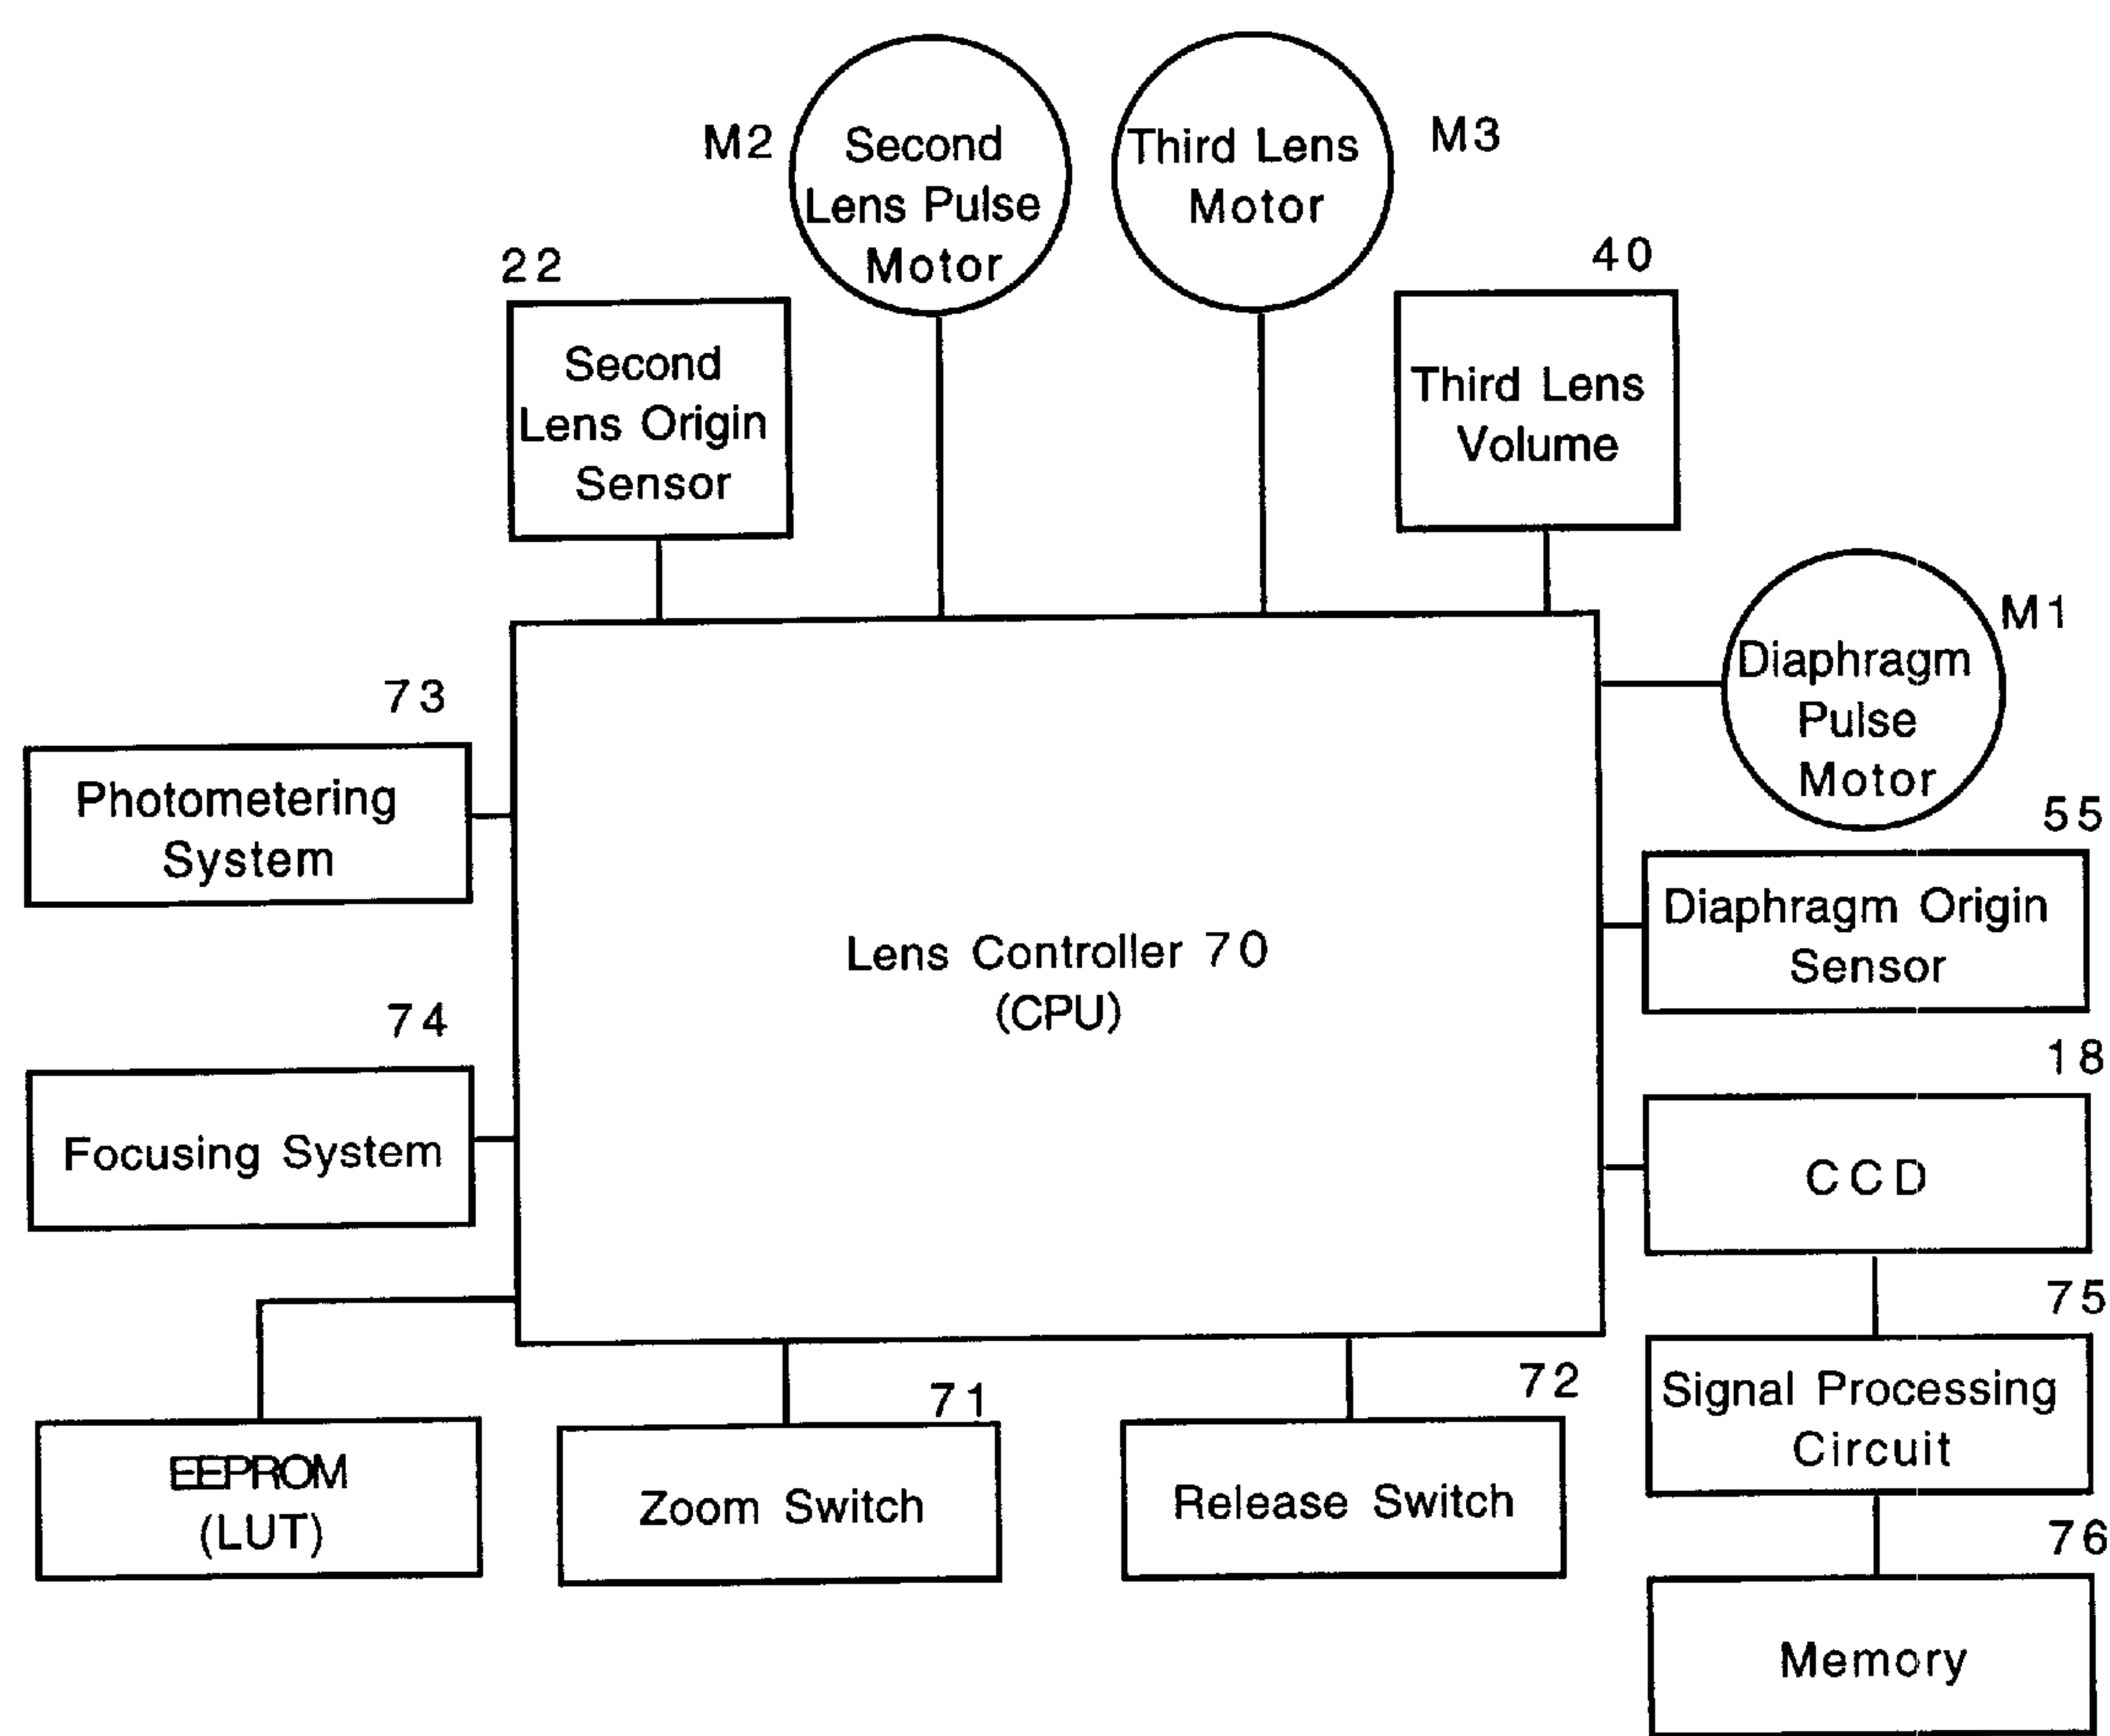 M2
Second
Lens Pulse
Motor
Third Lens
Motor
M3
22
Second
Lens Origin
Sensor
40
Third Lens
Volume
M1
Diaphragm
Pulse
Motor
73
Photometering
System
55
Diaphragm Origin
Sensor
Lens Controller 70
(CPU)
74
Focusing System
18
CCD
75
Signal Processing
Circuit
EEPROM
(LUT)
71
Zoom Switch
72
Release Switch
76
Memory